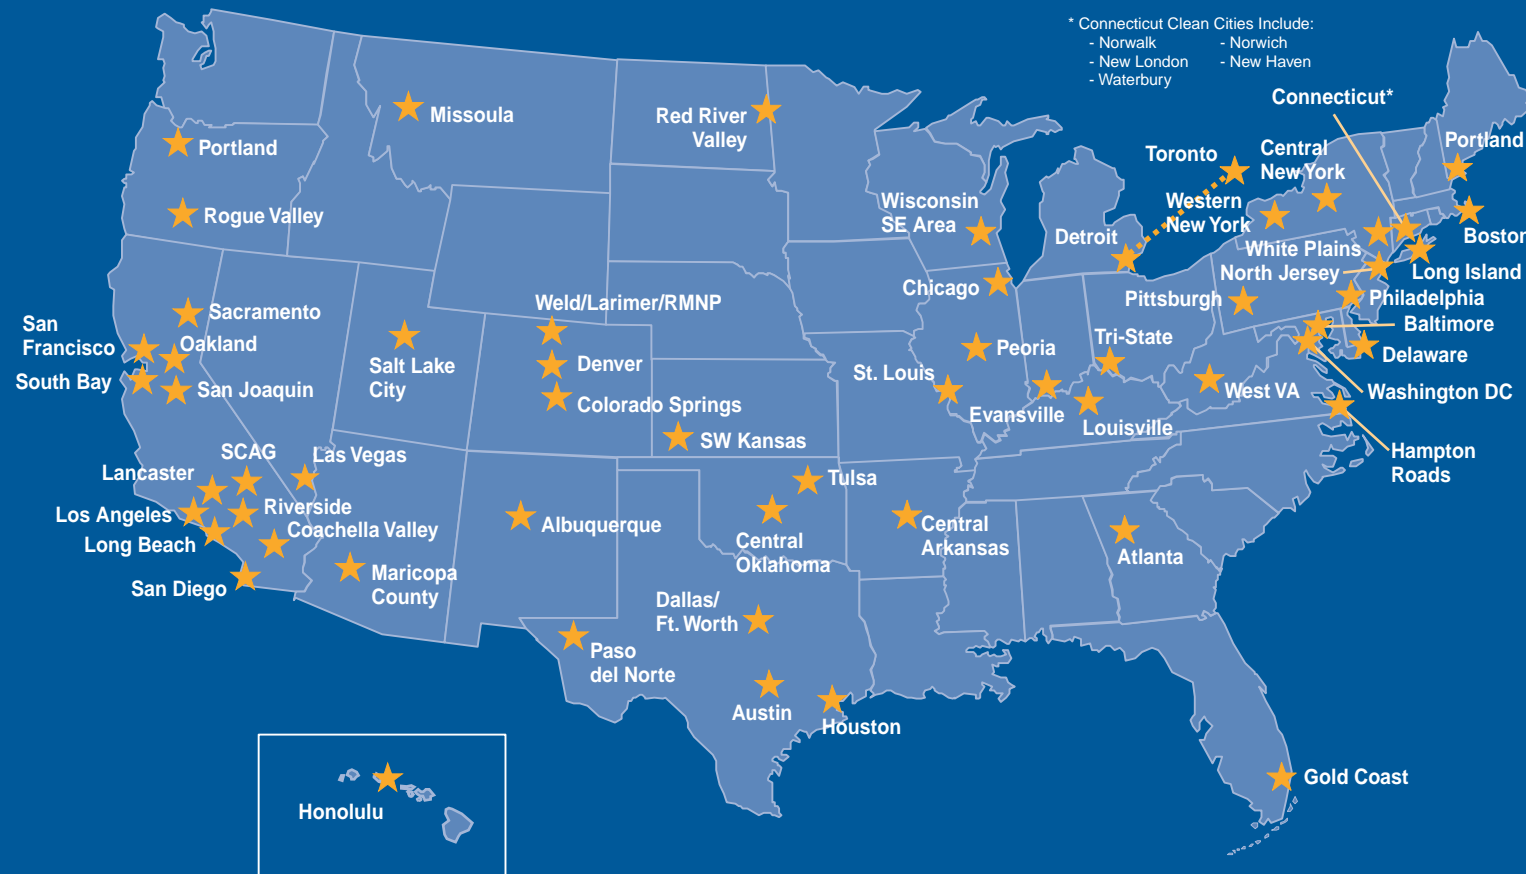 * Connecticut Clean Cities Include:
- Norwalk
- Norwich
- New London
- New Haven
- Waterbury
Connecticut*
Missoula
Red River
Valley
Portland
Toronto
Central
New York
Portland
Rogue Valley
Wisconsin
SE Area
Western
New York
Detroit
Boston
White Plains
North Jersey
Long Island
Chicago
Pittsburgh
Philadelphia
Weld/Larimer/RMNP
Sacramento
San
Francisco
Oakland
Baltimore
Tri-State
Peoria
Delaware
Salt Lake
City
Denver
St. Louis
South Bay
San Joaquin
West VA
Washington DC
Colorado Springs
Evansville
Louisville
SW Kansas
Hampton
Roads
SCAG
Las Vegas
Lancaster
Tulsa
Los Angeles
Riverside
Coachella Valley
Albuquerque
Central
Arkansas
Long Beach
Central
Oklahoma
Atlanta
San Diego
Maricopa
County
Dallas/
Ft. Worth
Paso
del Norte
Austin
Houston
Gold Coast
Honolulu